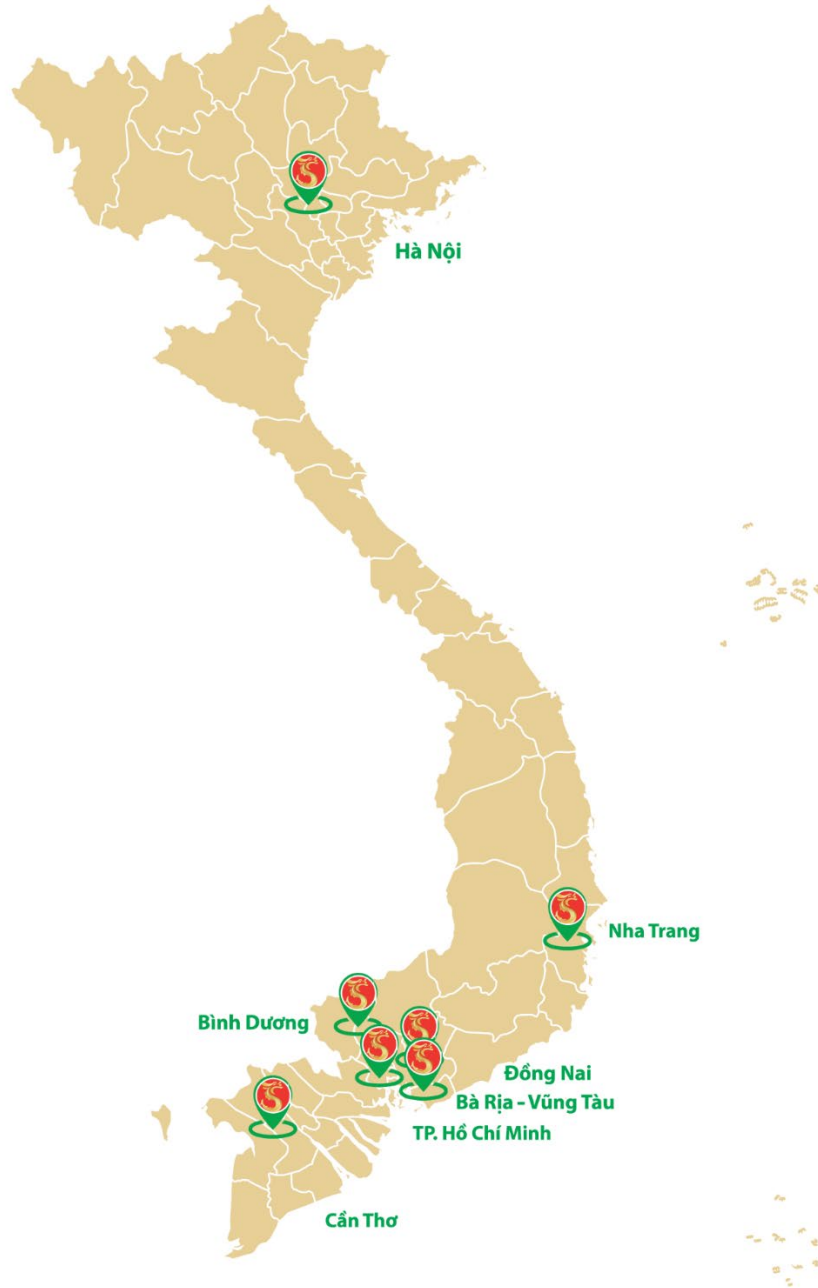 Hà Nội
Nha Trang
Bình Dương
Đồng Nai
Bà Rịa - Vũng Tàu
TP. Hồ Chí Minh
Cần Thơ